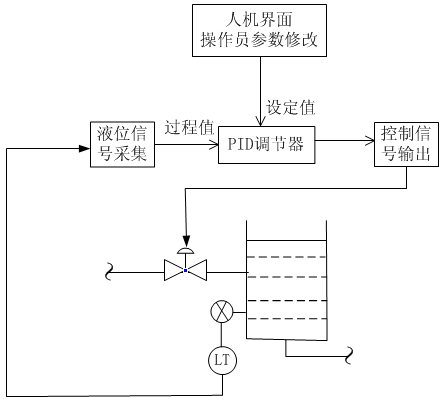 人机界面
操作员参数修改
设定值
液位信
号采集
过程值
PID调节器
控制信
号输出
LT